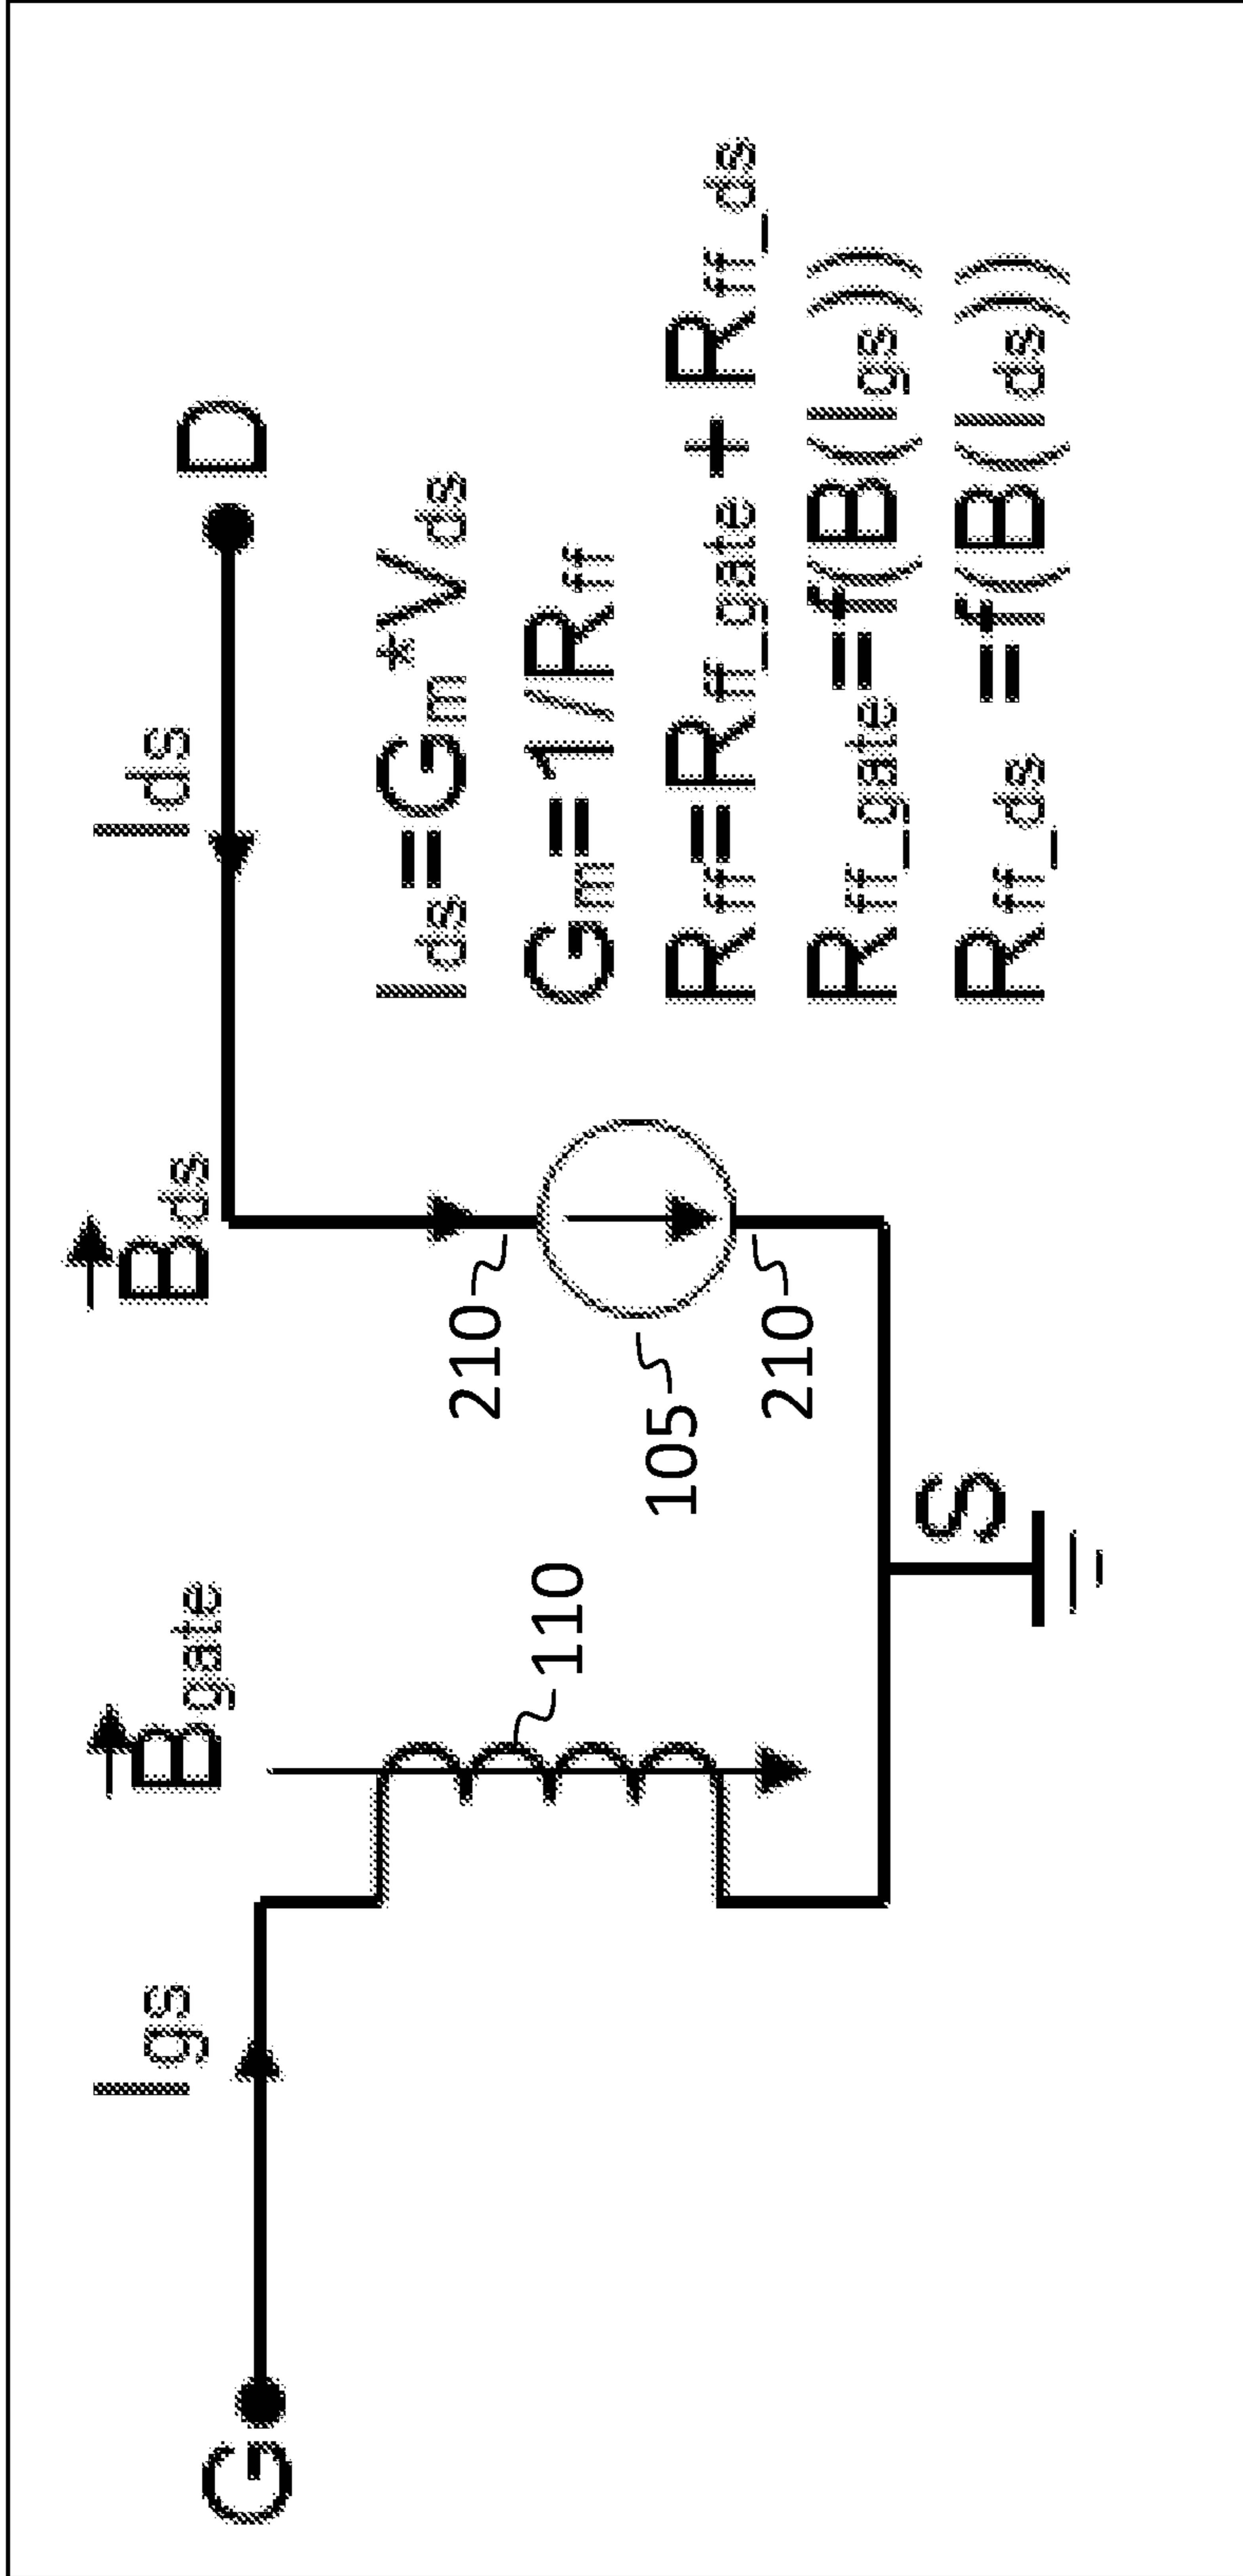 G
Igs
Bgate
110
Bds
Ids
D
210
105
210
S
Ids=Gm*Vds
Gm=1/Rff
Rff=Rff_gate + Rff_ds
Rff_gate=f(B(Igs))
Rff_ds =f(B(Ids))